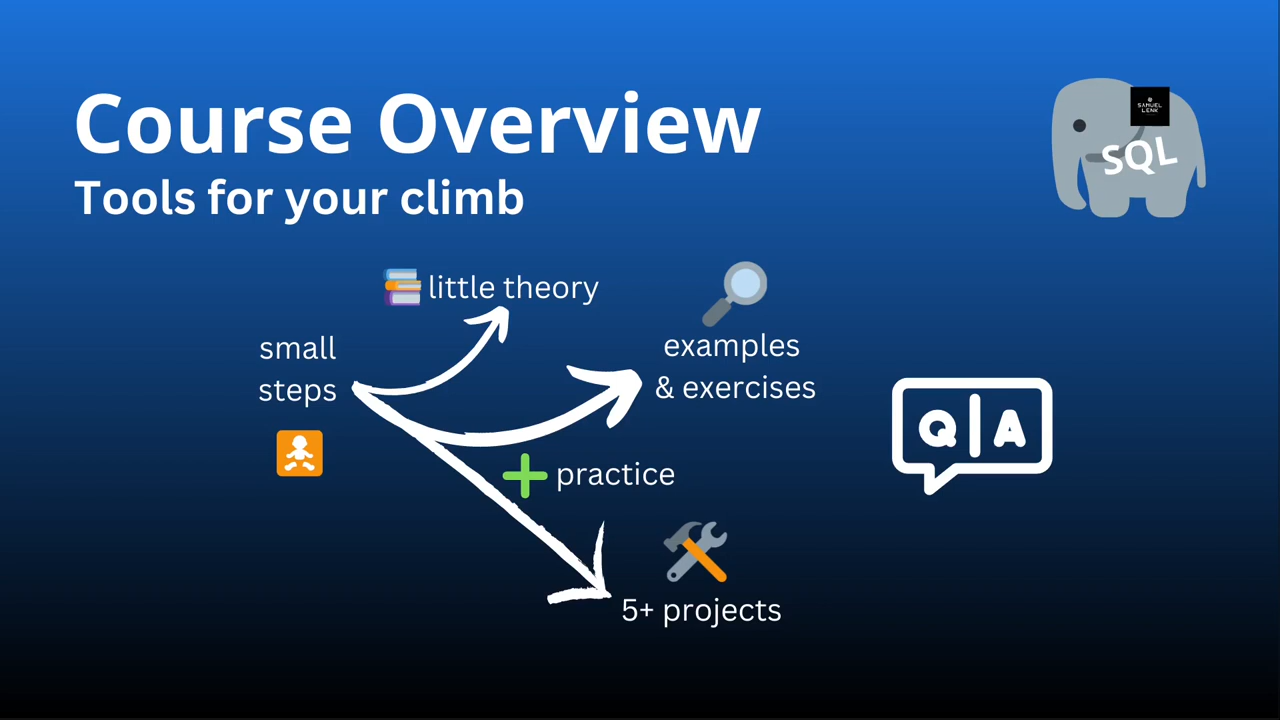 Course Overview
Tools for your climb
SAMUEL
LENK
SQL
little theory
small
steps
examples
& exercises
Q|A
practice
5+ projects